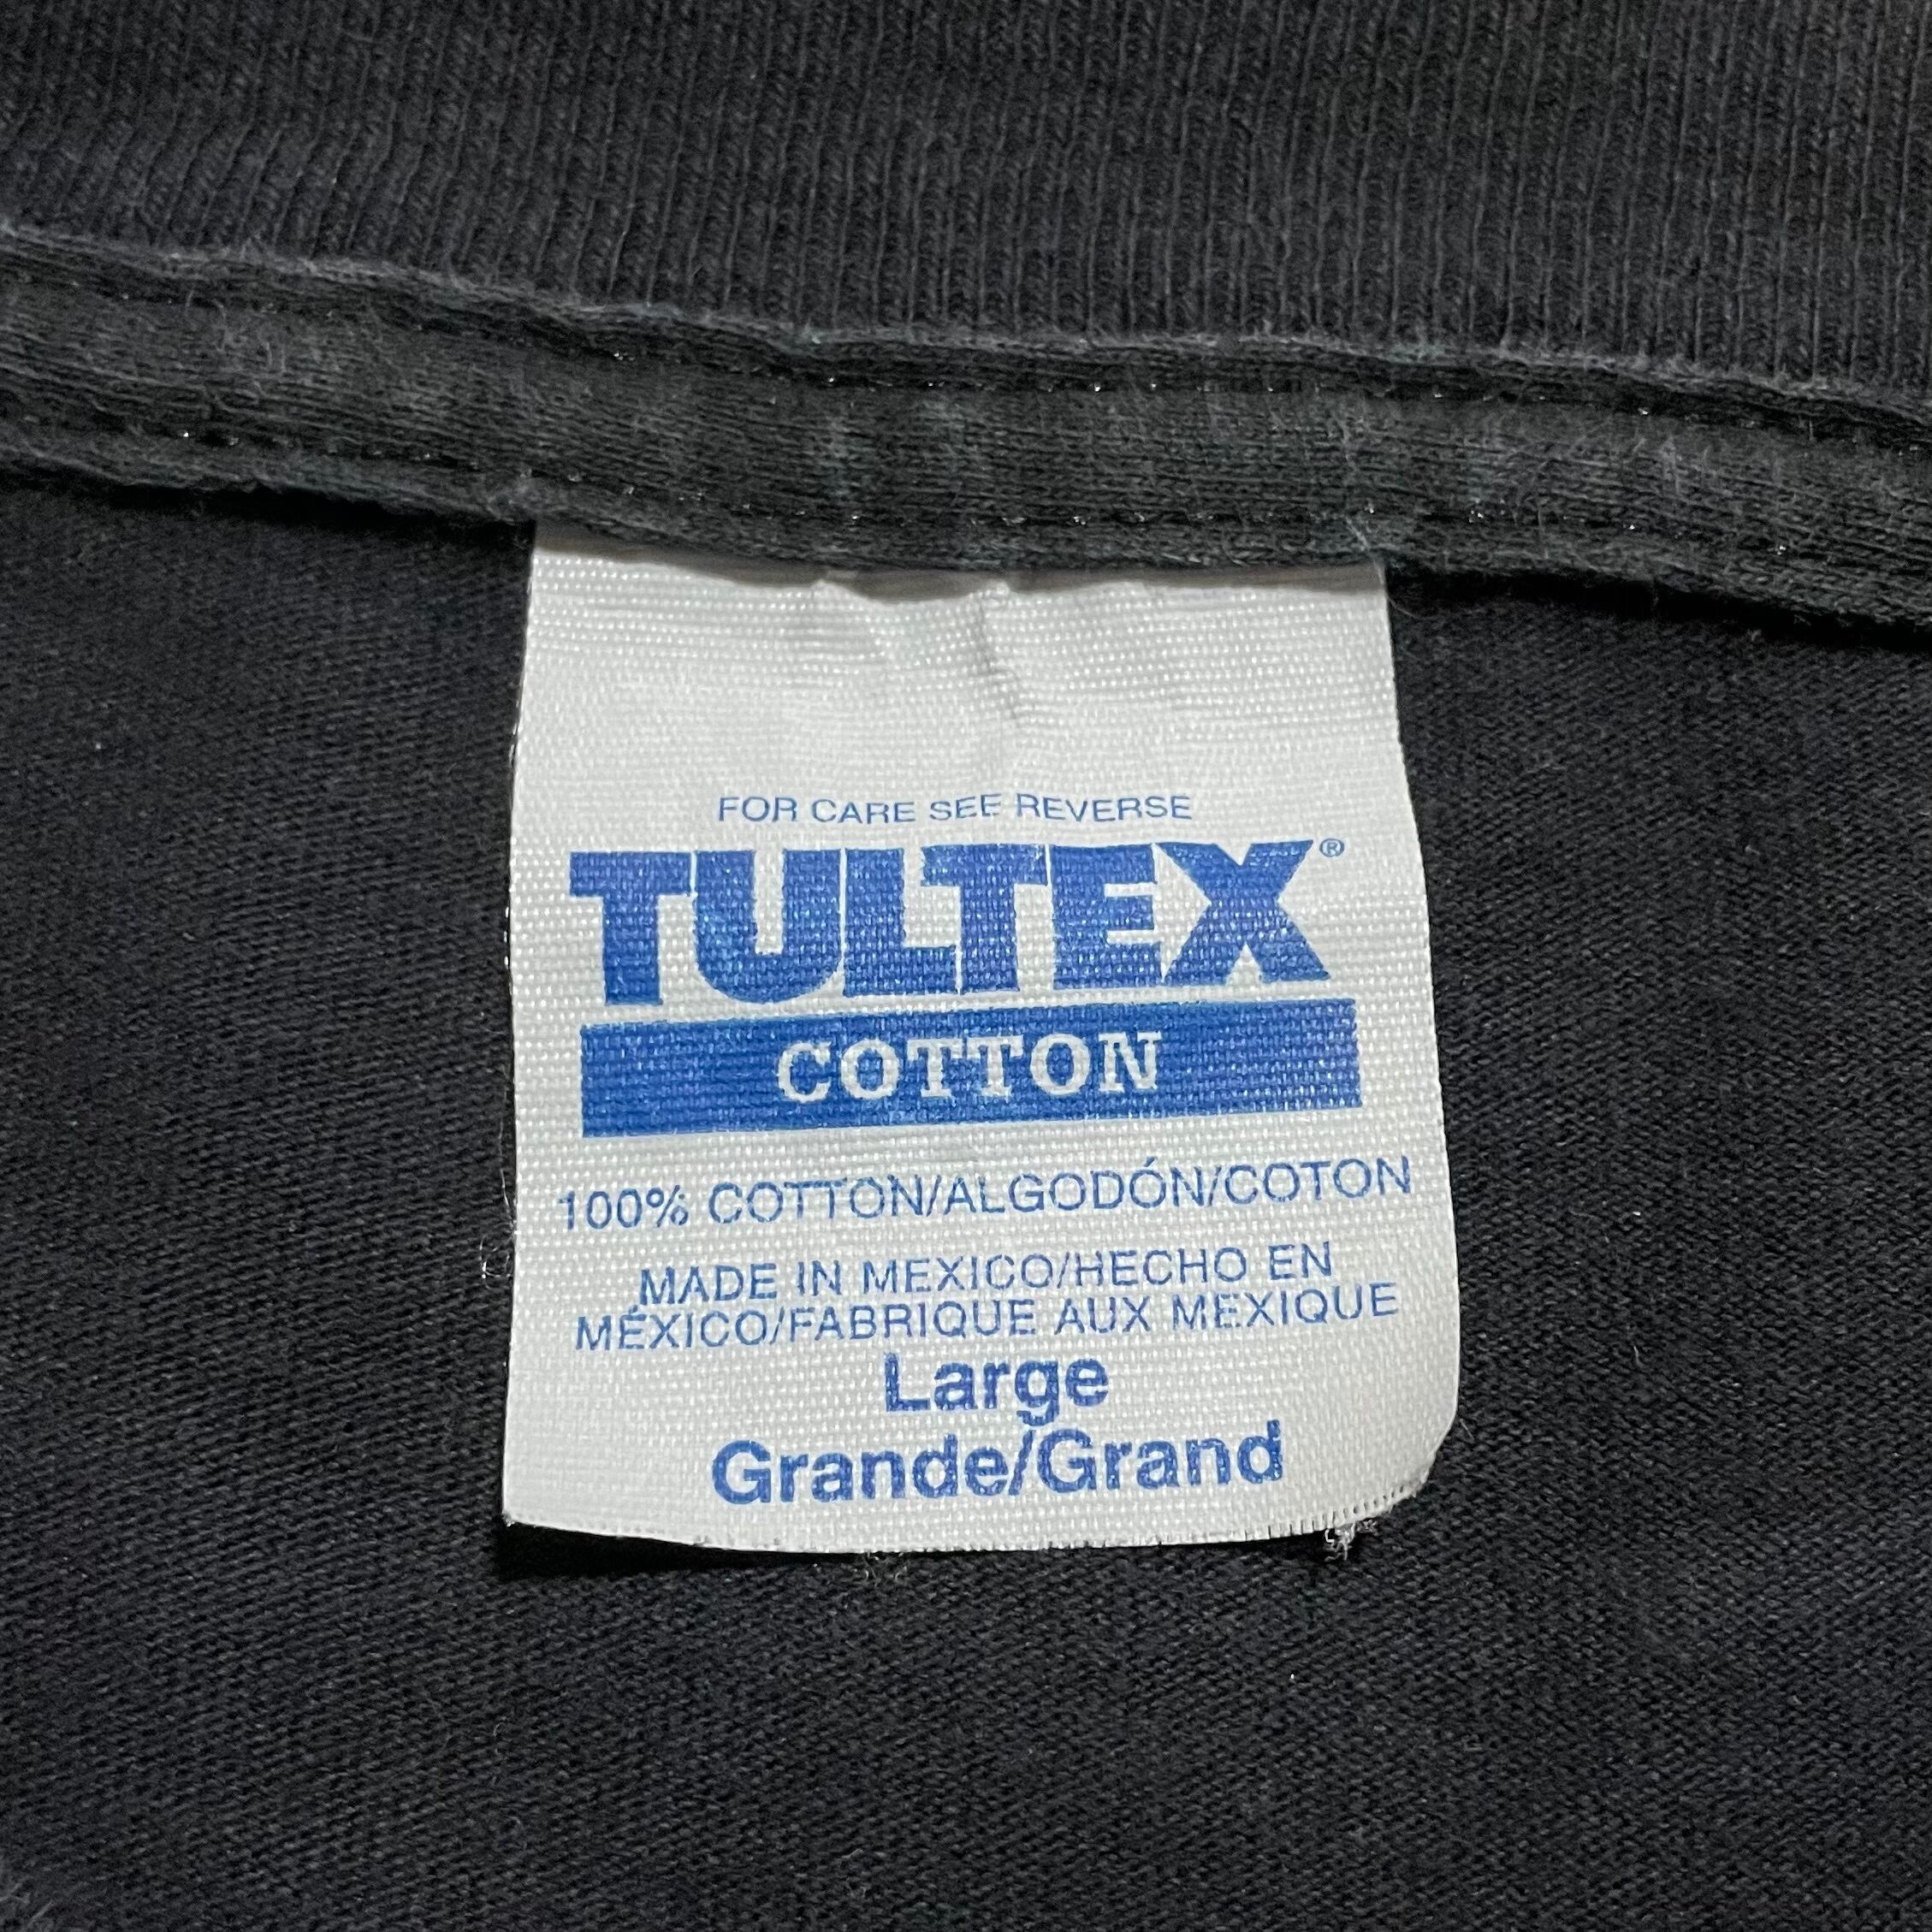 FOR CARE SEE REVERSE
TULTEX®
COTTON
100% COTTON/ALGODÓN/COTON
MADE IN MEXICO/HECHO EN
MÉXICO/FABRIQUE AUX MEXIQUE
Large
Grande/Grand